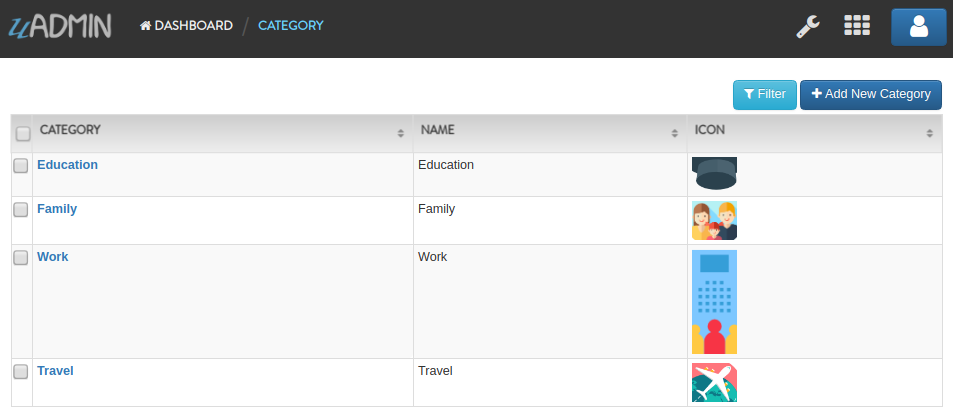 uADMIN DASHBOARD / CATEGORY
Filter Add New Category
CATEGORY NAME ICON
Education Education
Family Family
Work Work
Travel Travel